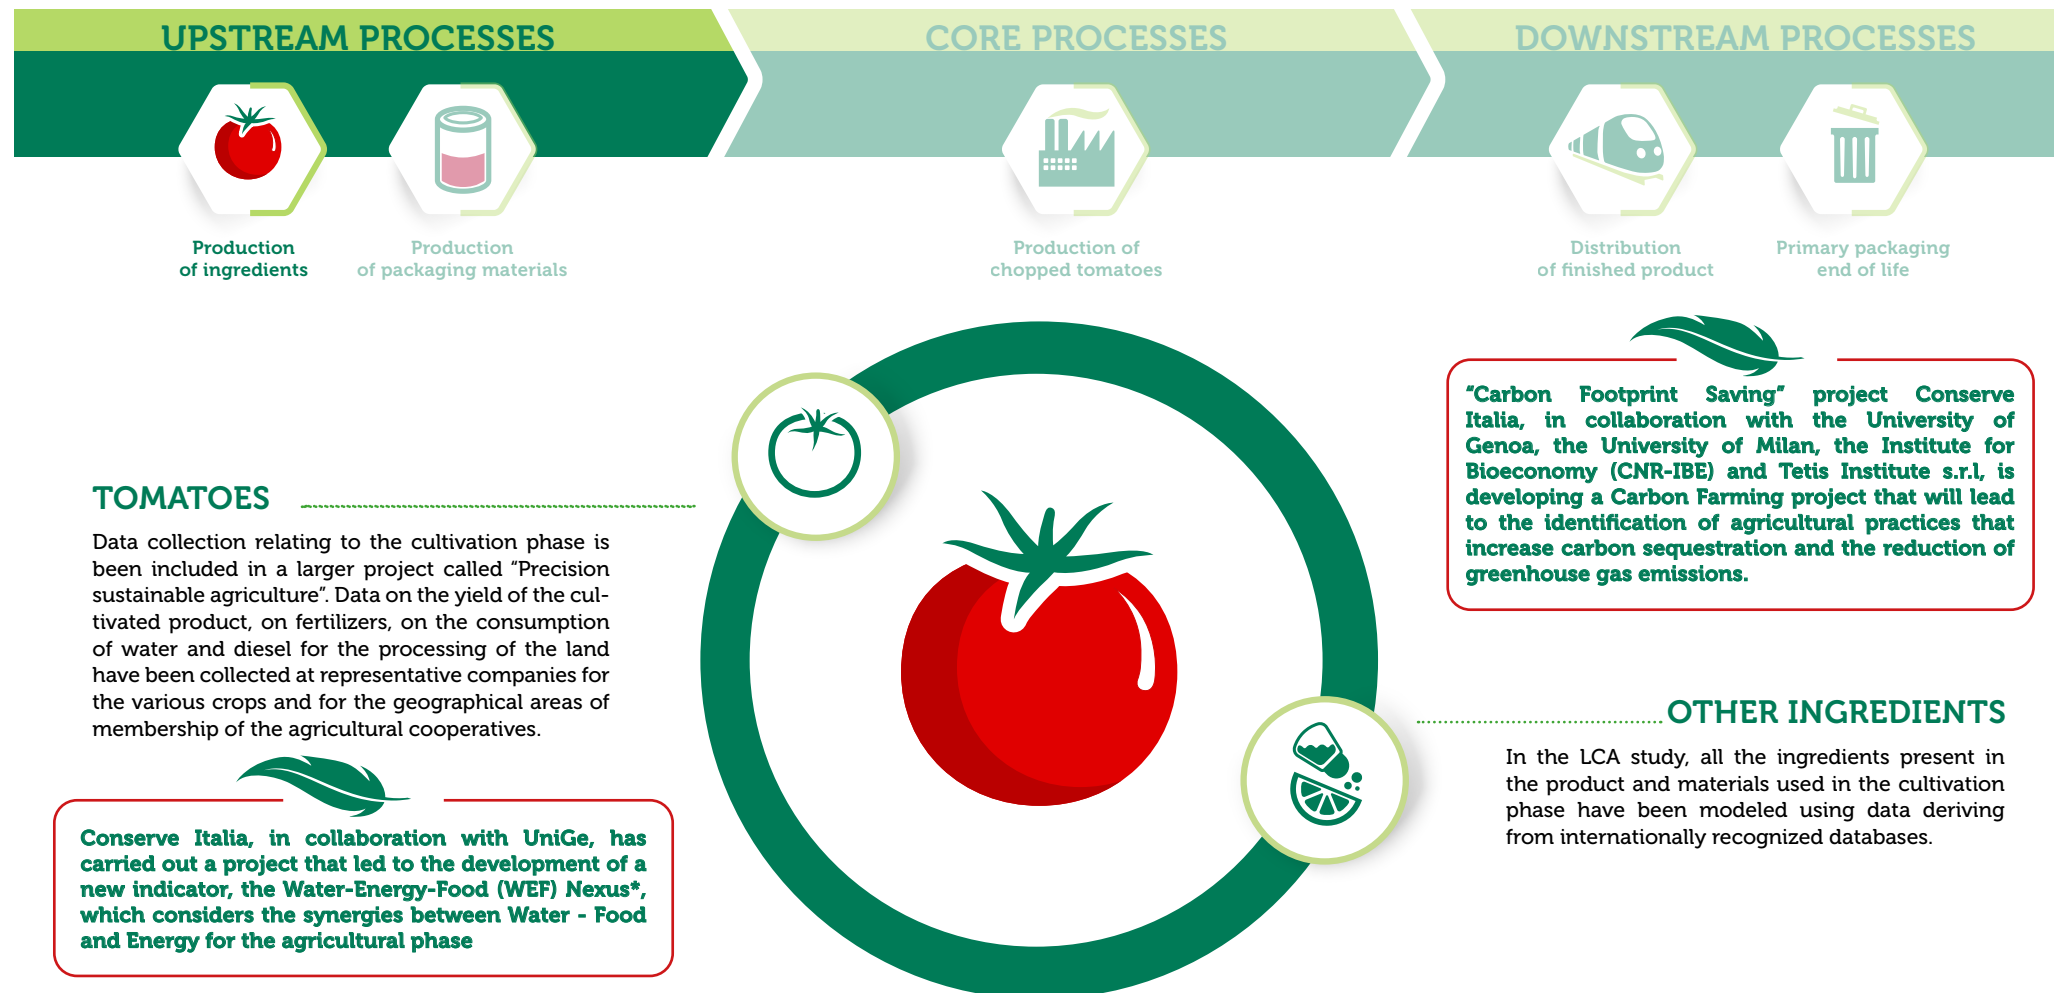 UPSTREAM PROCESSES
CORE PROCESSES
DOWNSTREAM PROCESSES
Production
of ingredients
Production
of packaging materials
Production of
chopped tomatoes
Distribution
of finished product
Primary packaging
end of life
TOMATOES
Data collection relating to the cultivation phase is
been included in a larger project called “Precision
sustainable agriculture”. Data on the yield of the cul-
tivated product, on fertilizers, on the consumption
of water and diesel for the processing of the land
have been collected at representative companies for
the various crops and for the geographical areas of
membership of the agricultural cooperatives.
Conserve Italia, in collaboration with UniGe, has
carried out a project that led to the development of a
new indicator, the Water-Energy-Food (WEF) Nexus*,
which considers the synergies between Water - Food
and Energy for the agricultural phase
“Carbon Footprint Saving” project Conserve
Italia, in collaboration with the University of
Genoa, the University of Milan, the Institute for
Bioeconomy (CNR-IBE) and Tetis Institute s.r.l, is
developing a Carbon Farming project that will lead
to the identification of agricultural practices that
increase carbon sequestration and the reduction of
greenhouse gas emissions.
OTHER INGREDIENTS
In the LCA study, all the ingredients present in
the product and materials used in the cultivation
phase have been modeled using data deriving
from internationally recognized databases.